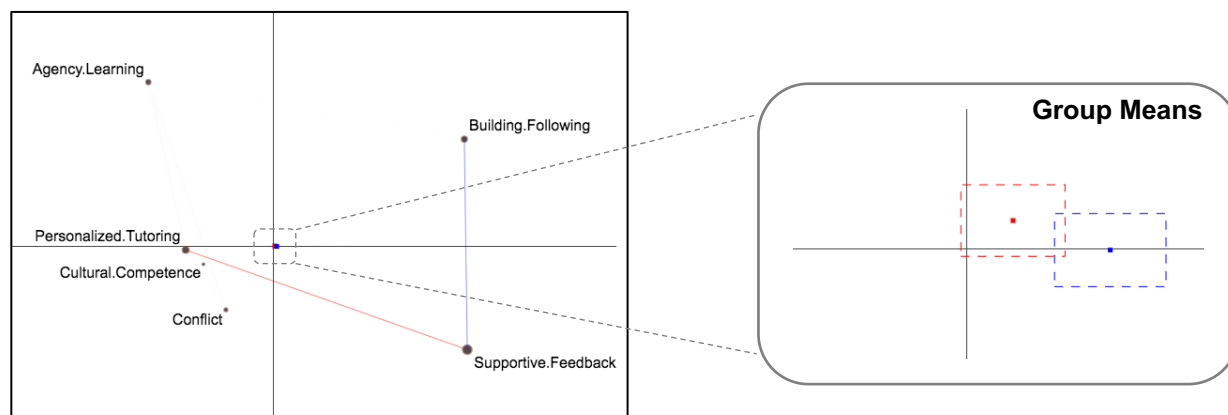 Agency.Learning
Building.Following
Personalized.Tutoring
Cultural.Competence
Conflict
Supportive.Feedback
Group Means